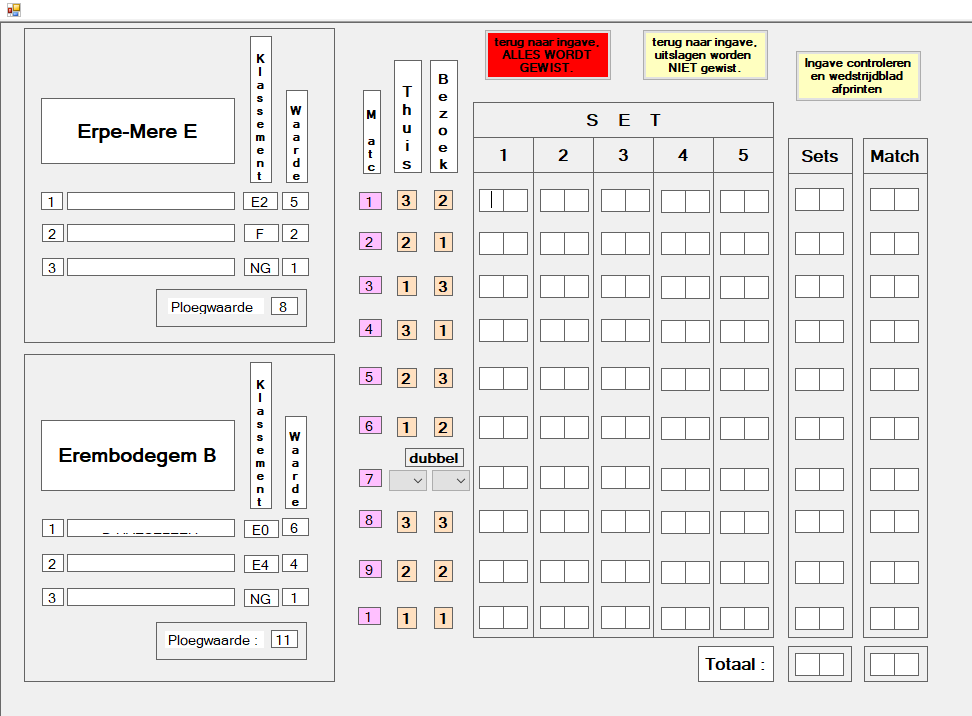 terug naar ingave,
ALLES WORDT
GEWIST.
terug naar ingave,
uitslagen worden
NIET gewist.
Ingave controleren
en wedstrijdblad
afprinten
Klassement
Waarde
Erpe-Mere E
1 E2 5
2 F 2
3 NG 1
Ploegwaarde 8
Klassement
Waarde
Erembodegem B
1 E0 6
2 E4 4
3 NG 1
Ploegwaarde : 11
M atc
Thuis
Bezoek
S E T
1 2 3 4 5 Sets Match
1 3 2
2 2 1
3 1 3
4 3 1
5 2 3
6 1 2
dubbel
7
8 3 3
9 2 2
1 1 1
Totaal :